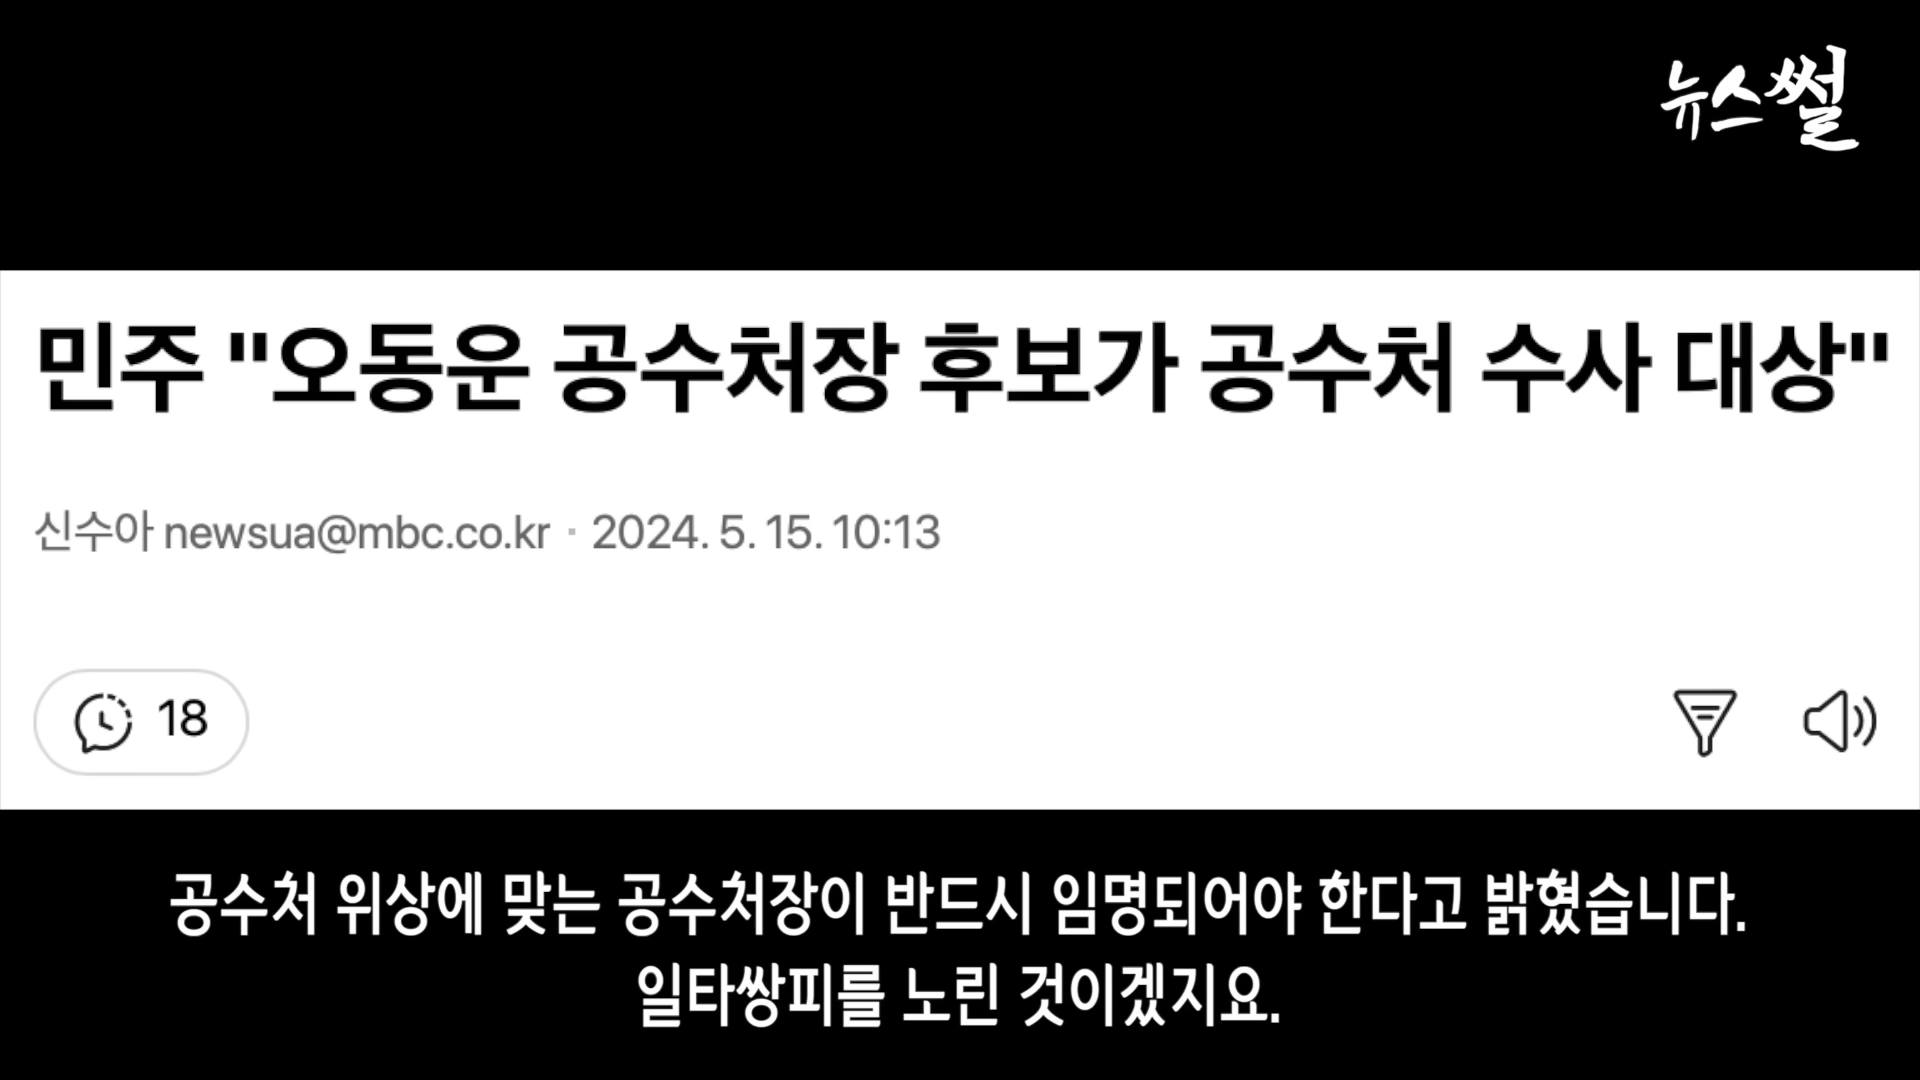 뉴스썰
민주 "오동운 공수처장 후보가 공수처 수사 대상"
신수아 newsua@mbc.co.kr · 2024. 5. 15. 10:13
18
공수처 위상에 맞는 공수처장이 반드시 임명되어야 한다고 밝혔습니다.
일타쌍피를 노린 것이겠지요.